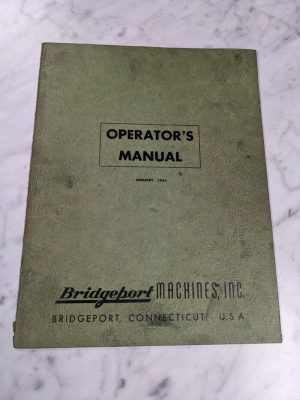 OPERATOR'S
MANUAL
JANUARY,
Bridgeport MACHINES, INC.
BRIDGEPORT, CONNECTICUT - U.S.A.